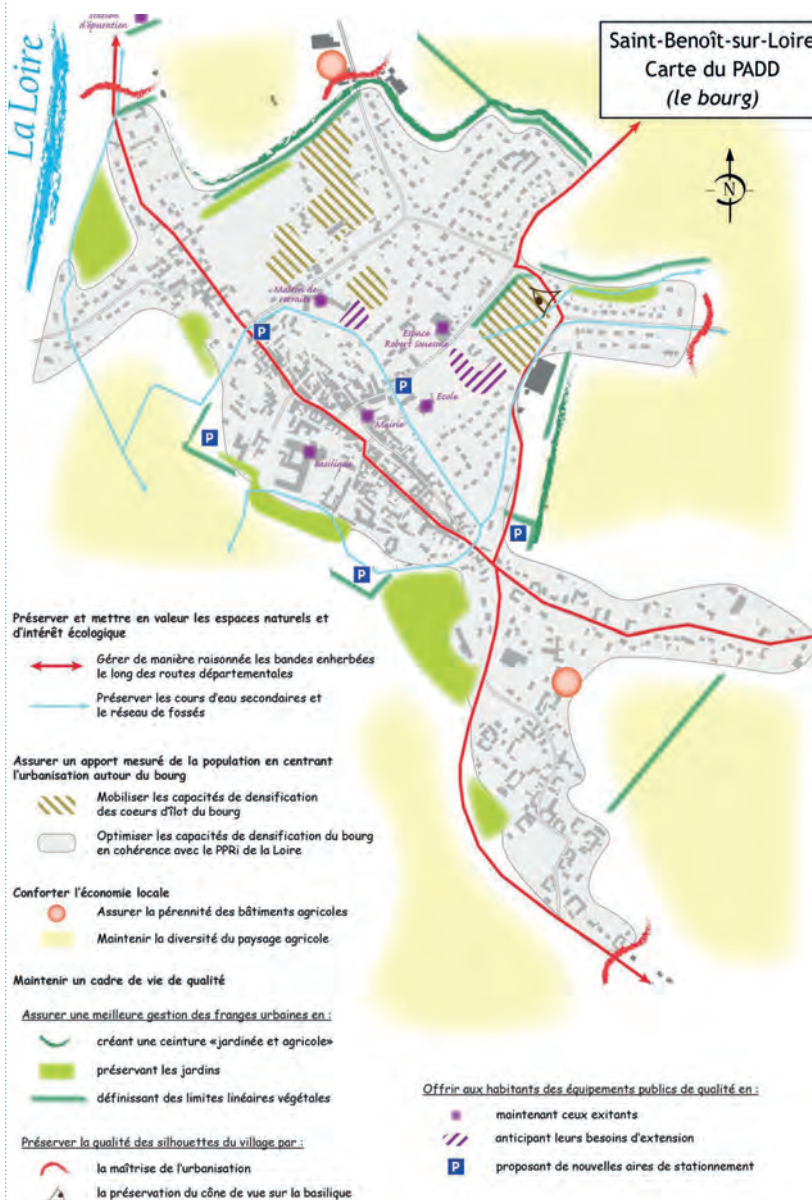 Station
d'épuration
Saint-Benoît-sur-Loire
Carte du PADD
(le bourg)
La Loire
N
Maison de
retraite
P
Espace
Robert Souesme
P
Ecole
Mairie
P
Basilique
P
P
Préserver et mettre en valeur les espaces naturels et
d'intérêt écologique
Gérer de manière raisonnée les bandes enherbées
le long des routes départementales
Préserver les cours d'eau secondaires et
le réseau de fossés
Assurer un apport mesuré de la population en centrant
l'urbanisation autour du bourg
Mobiliser les capacités de densification
des coeurs d'îlot du bourg
Optimiser les capacités de densification du bourg
en cohérence avec le PPRi de la Loire
Conforter l'économie locale
Assurer la pérennité des bâtiments agricoles
Maintenir la diversité du paysage agricole
Maintenir un cadre de vie de qualité
Assurer une meilleure gestion des franges urbaines en :
créant une ceinture «jardinée et agricole»
préservant les jardins
définissant des limites linéaires végétales
Préserver la qualité des silhouettes du village par :
la maîtrise de l'urbanisation
la préservation du cône de vue sur la basilique
Offrir aux habitants des équipements publics de qualité en :
maintenant ceux exitants
anticipant leurs besoins d'extension
P
proposant de nouvelles aires de stationnement